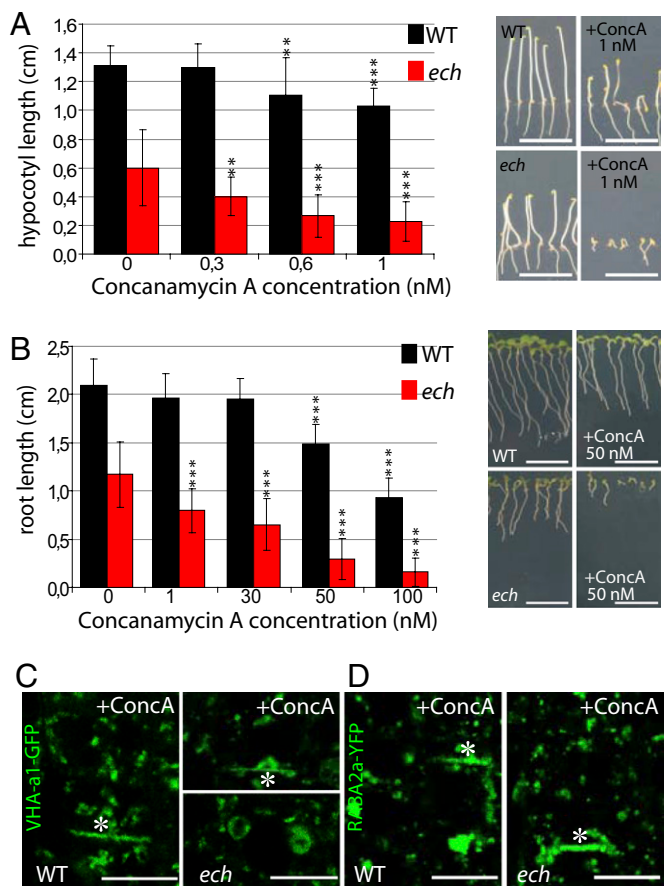 A
1,6
1,4
1,2
1,0
0,8
0,6
0,4
0,2
0,0
hypocotyl length (cm)
WT
ech
**
***
**
***
***
0
0,3
0,6
1
Concanamycin A concentration (nM)
WT
+ConcA
1 nM
ech
+ConcA
1 nM
B
2,5
2,0
1,5
1,0
0,5
0,0
root length (cm)
WT
ech
***
***
***
***
***
***
0
1
30
50
100
Concanamycin A concentration (nM)
WT
+ConcA
50 nM
ech
+ConcA
50 nM
C
VHA-a1-GFP
+ConcA
*
WT
+ConcA
*
ech
D
RABA2a-YFP
+ConcA
*
WT
+ConcA
*
ech